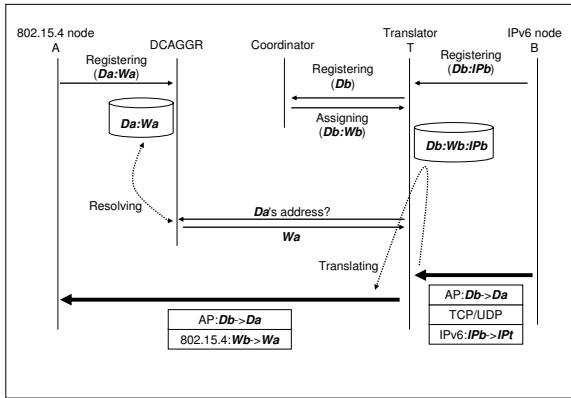 802.15.4 node
A
DCAGGR
Coordinator
Translator
T
IPv6 node
B
Registering
(Da:Wa)
Registering
(Db)
Registering
(Db:IPb)
Assigning
(Db:Wb)
Da:Wa
Db:Wb:IPb
Resolving
Da's address?
Wa
Translating
AP:Db->Da
802.15.4:Wb->Wa
AP:Db->Da
TCP/UDP
IPv6:IPb->IPt